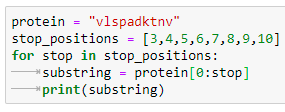 protein = "vlspadktnv"
stop_positions = [3,4,5,6,7,8,9,10]
for stop in stop_positions:
substring = protein[0:stop]
print(substring)